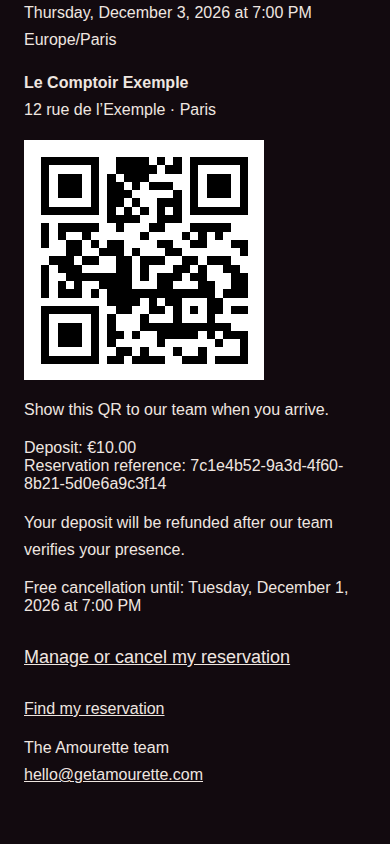 Thursday, December 3, 2026 at 7:00 PM
Europe/Paris
Le Comptoir Exemple
12 rue de l’Exemple · Paris
Show this QR to our team when you arrive.
Deposit: €10.00
Reservation reference: 7c1e4b52-9a3d-4f60-
8b21-5d0e6a9c3f14
Your deposit will be refunded after our team
verifies your presence.
Free cancellation until: Tuesday, December 1,
2026 at 7:00 PM
Manage or cancel my reservation
Find my reservation
The Amourette team
hello@getamourette.com